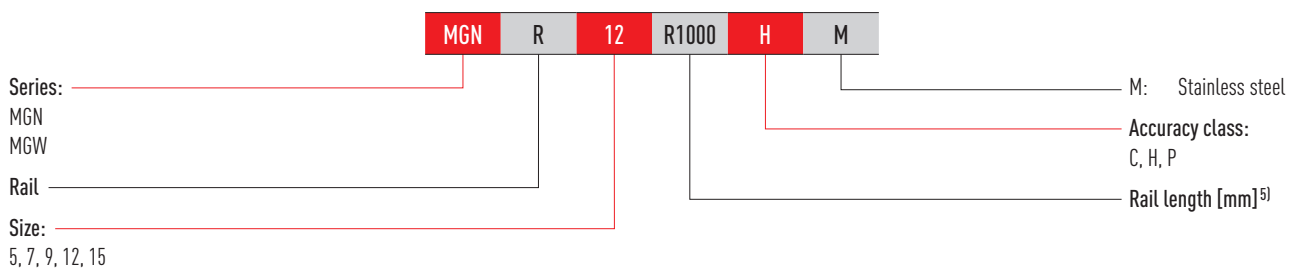 MGN R 12 R1000 H M
Series:
MGN
MGW
Rail
Size:
5, 7, 9, 12, 15
M: Stainless steel
Accuracy class:
C, H, P
Rail length [mm]⁵⁾